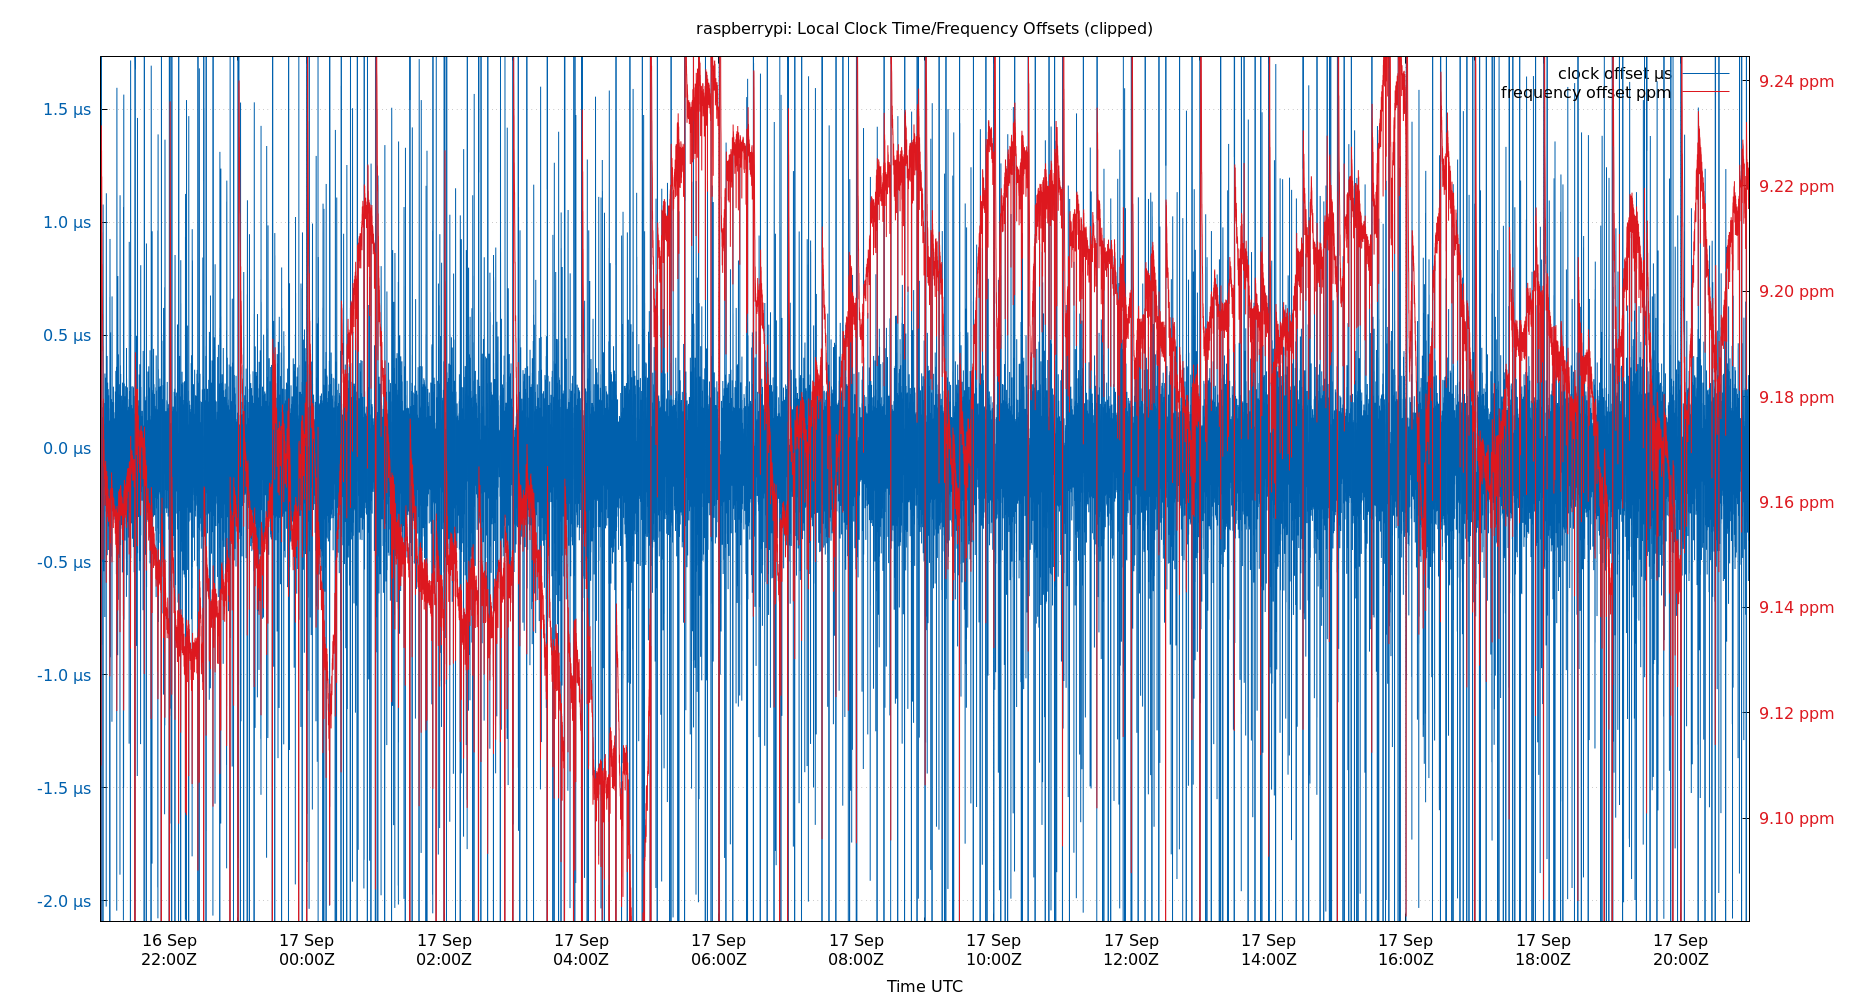 raspberrypi: Local Clock Time/Frequency Offsets (clipped)
clock offset µs
frequency offset ppm
1.5 µs
1.0 µs
0.5 µs
0.0 µs
-0.5 µs
-1.0 µs
-1.5 µs
-2.0 µs
9.24 ppm
9.22 ppm
9.20 ppm
9.18 ppm
9.16 ppm
9.14 ppm
9.12 ppm
9.10 ppm
16 Sep 17 Sep 17 Sep 17 Sep 17 Sep 17 Sep 17 Sep 17 Sep 17 Sep 17 Sep 17 Sep 17 Sep
22:00Z 00:00Z 02:00Z 04:00Z 06:00Z 08:00Z 10:00Z 12:00Z 14:00Z 16:00Z 18:00Z 20:00Z
Time UTC